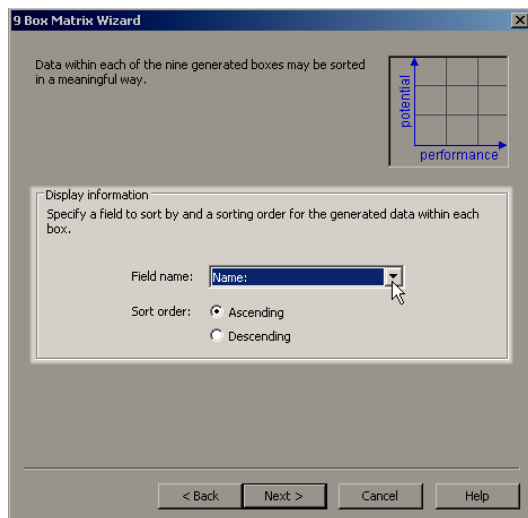 9 Box Matrix Wizard
Data within each of the nine generated boxes may be sorted
in a meaningful way.
potential
performance
Display information
Specify a field to sort by and a sorting order for the generated data within each
box.
Field name: Name:
Sort order: Ascending
Descending
< Back Next > Cancel Help